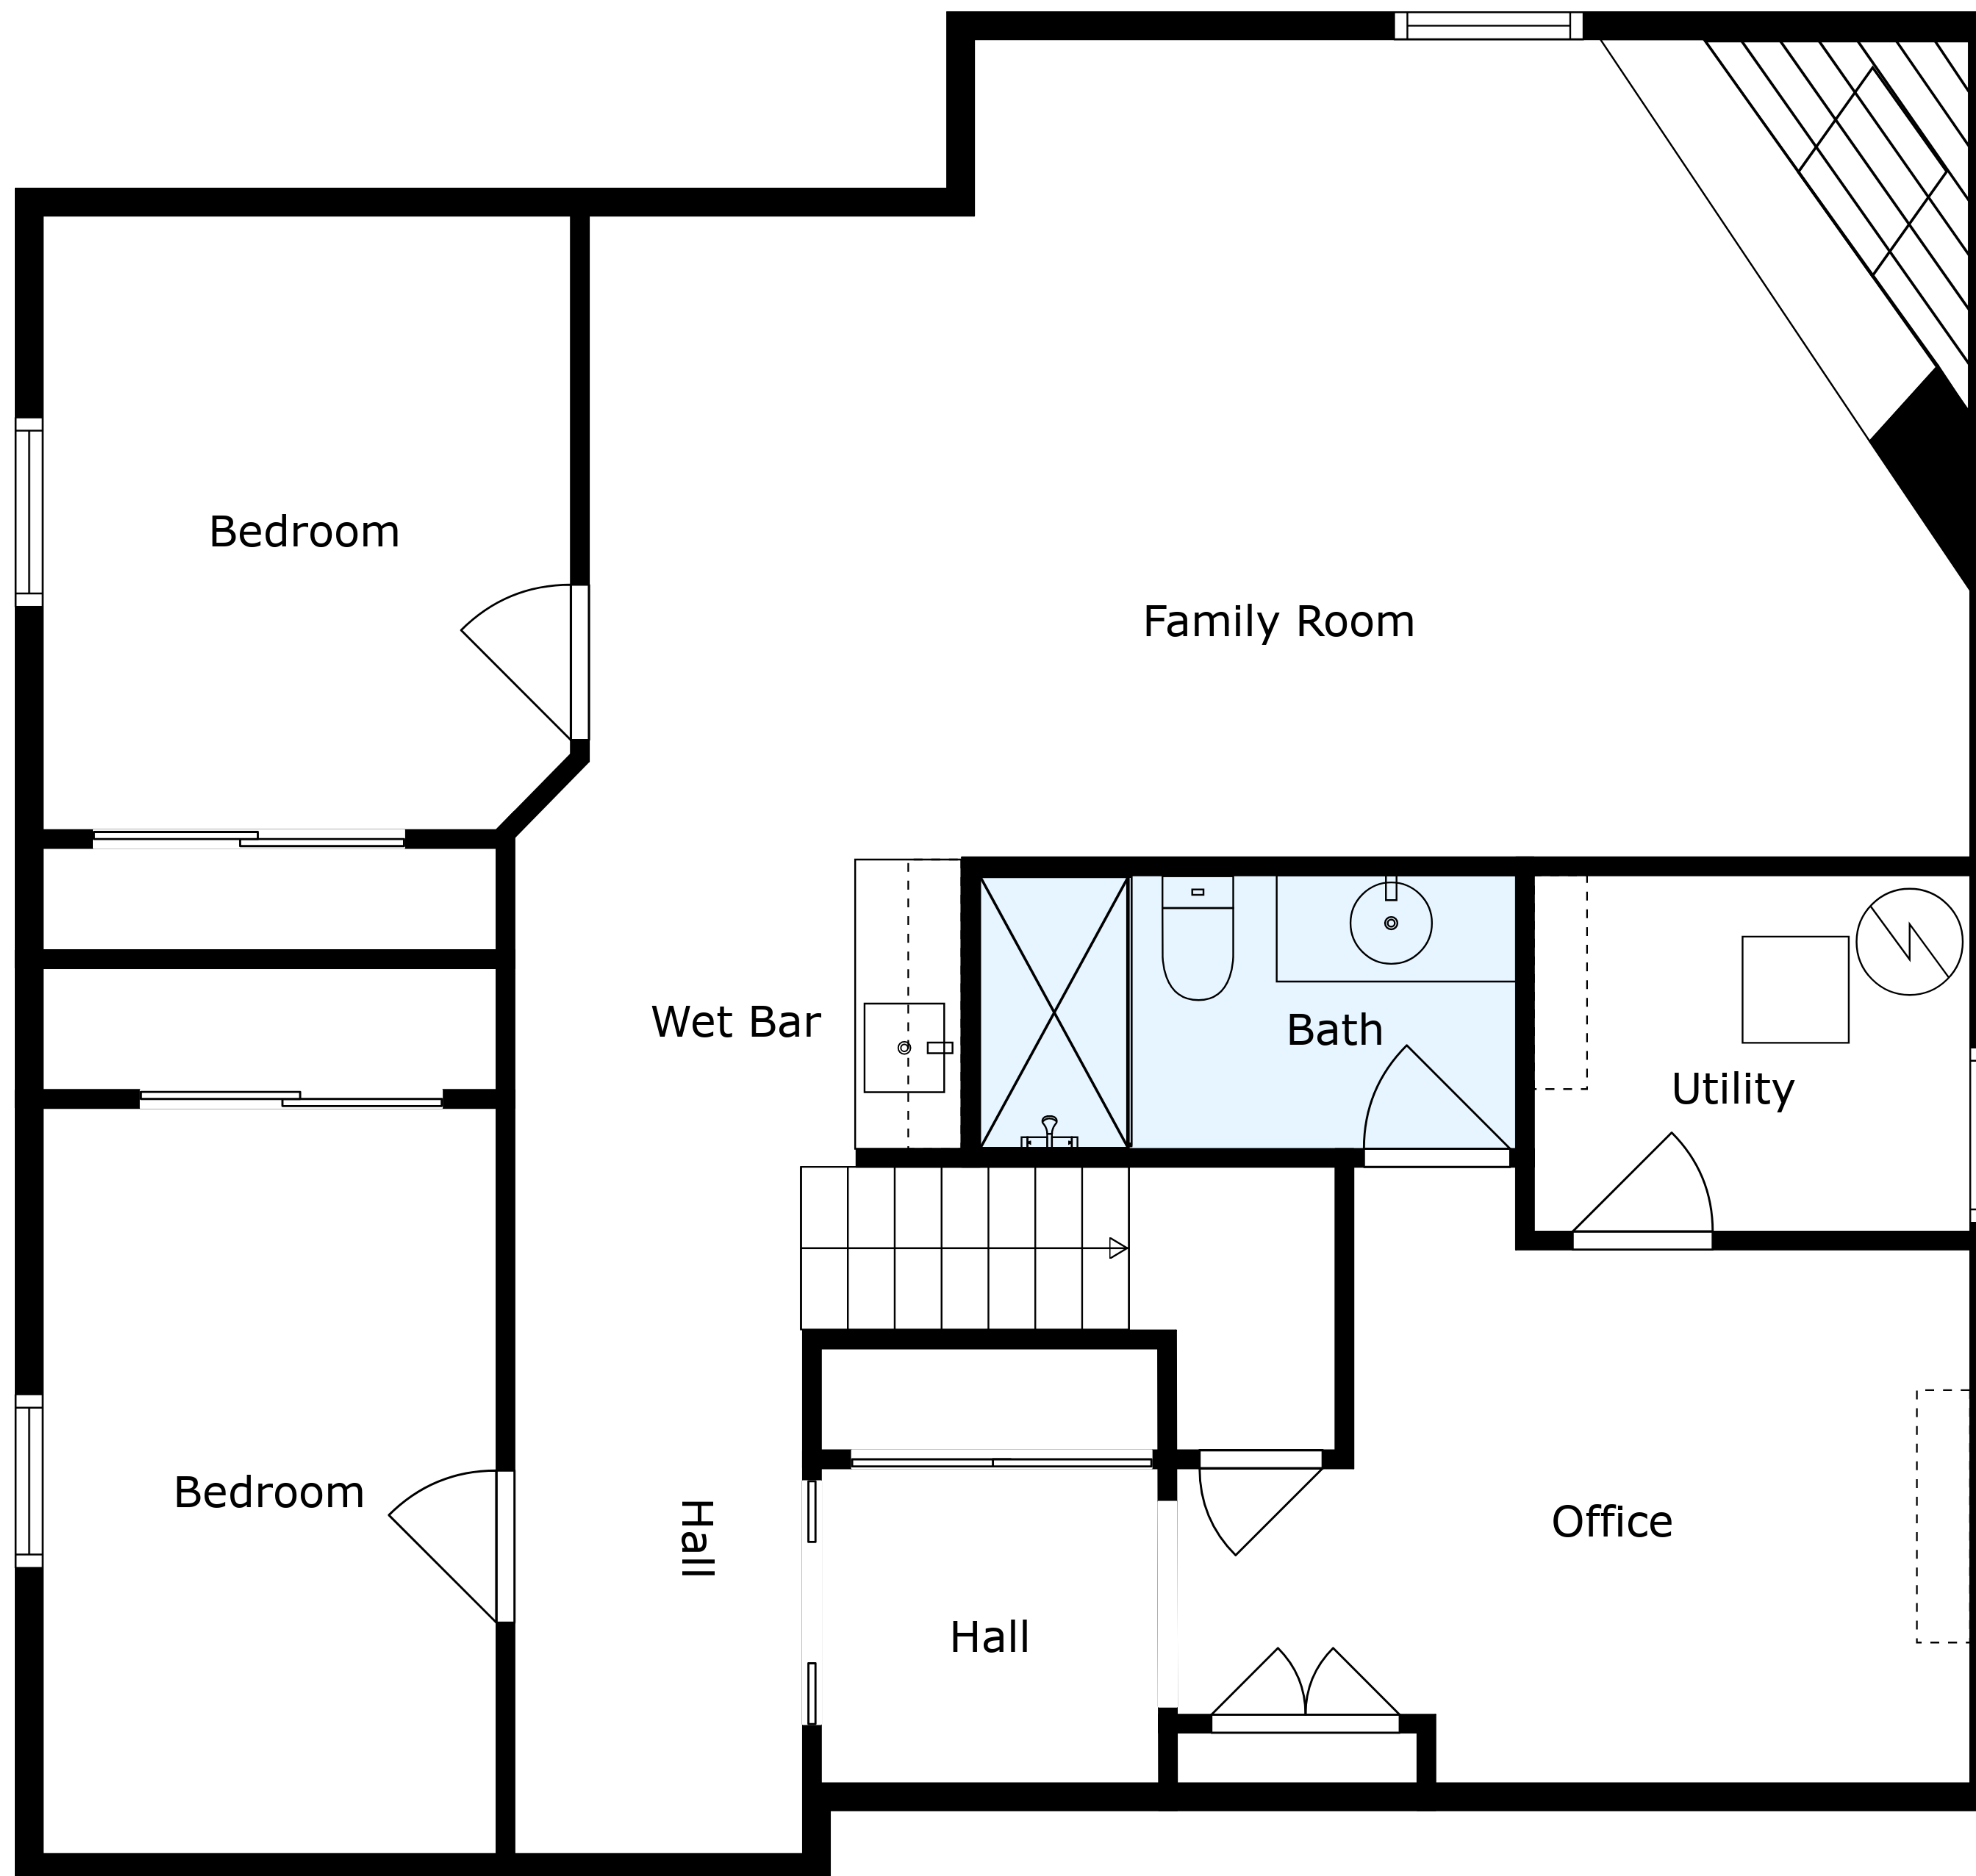 Bedroom
Family Room
Wet Bar
Bath
Utility
Bedroom
Hall
Office
Hall